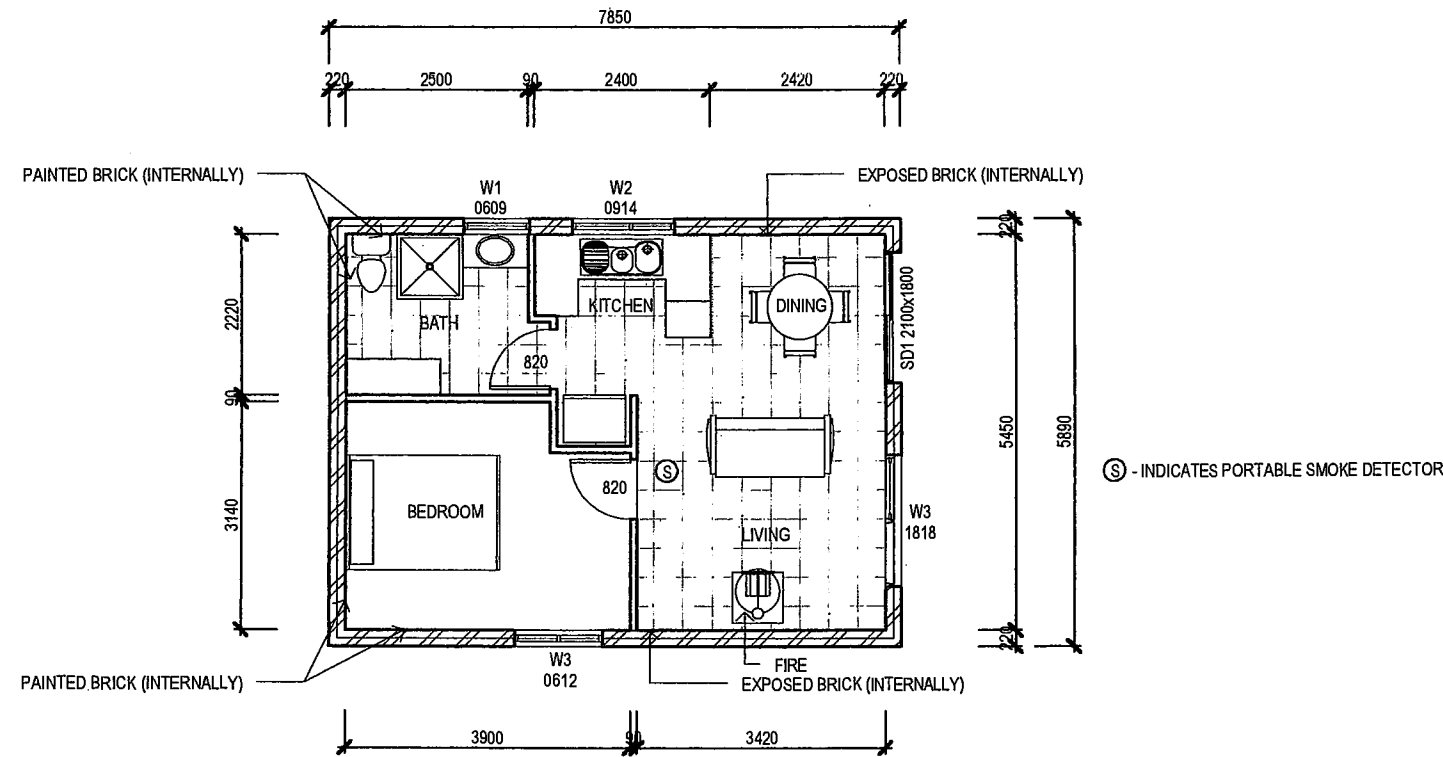 7850
220 2500 90 2400 2420 220
PAINTED BRICK (INTERNALLY)
EXPOSED BRICK (INTERNALLY)
W1
0609
W2
0914
220
2220
90
3140
BATH
KITCHEN
DINING
SD1 2100x1800
820
5450
5890
S
S - INDICATES PORTABLE SMOKE DETECTOR
820
BEDROOM
LIVING
W3
1818
220
W3
0612
FIRE
PAINTED BRICK (INTERNALLY)
EXPOSED BRICK (INTERNALLY)
3900 90 3420